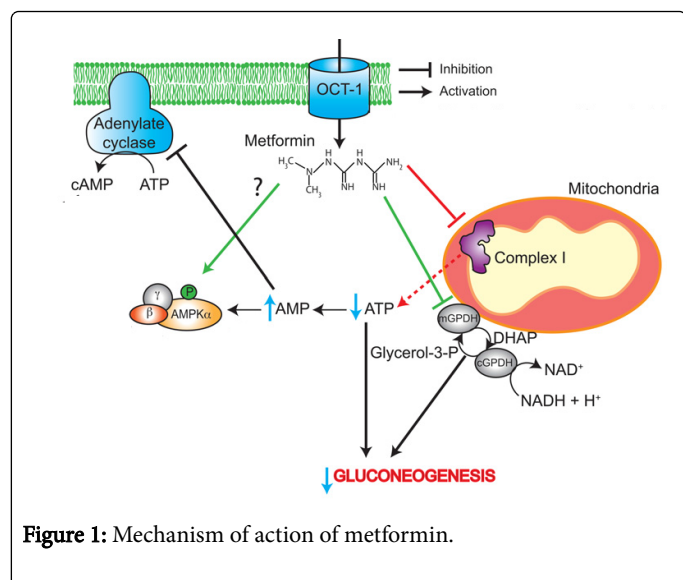 OCT-1
Inhibition
Activation
Adenylate
cyclase
Metformin
cAMP
ATP
?
H₃C
N
CH₃
H
N
NH
H
N
NH
NH₂
Mitochondria
Complex I
γ
β
P
AMPKα
AMP
ATP
mGPDH
DHAP
Glycerol-3-P
cGPDH
NAD⁺
NADH + H⁺
GLUCONEOGENESIS
Figure 1: Mechanism of action of metformin.